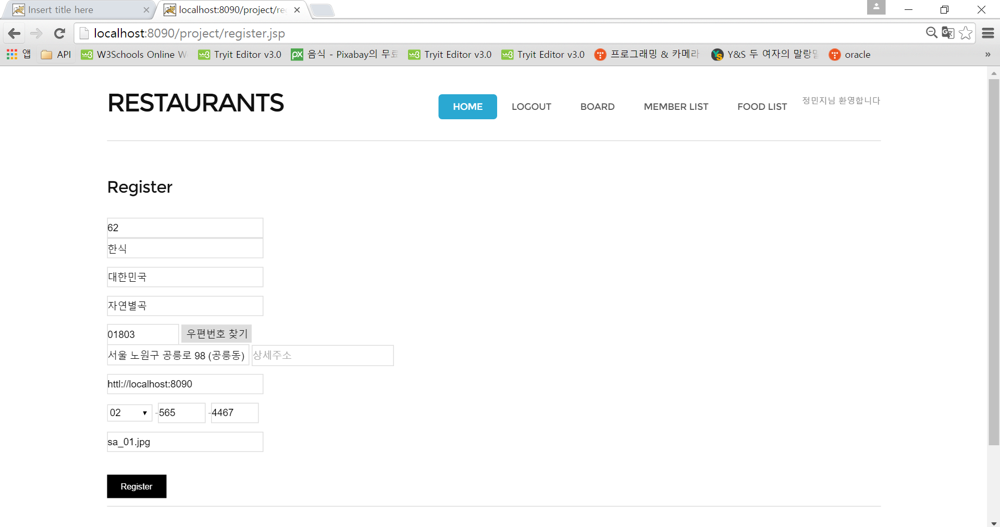 Insert title here
localhost:8090/project/re
localhost:8090/project/register.jsp
앱 API W3Schools Online W Tryit Editor v3.0 음식 - Pixabay의 무료 Tryit Editor v3.0 Tryit Editor v3.0 프로그래밍 & 카메라 Y&S 두 여자의 말랑말 oracle »
RESTAURANTS
HOME LOGOUT BOARD MEMBER LIST FOOD LIST 정민지님 환영합니다
Register
62
한식
대한민국
자연별곡
01803 우편번호 찾기
서울 노원구 공릉로 98 (공릉동) 상세주소
httl://localhost:8090
02 -565 -4467
sa_01.jpg
Register